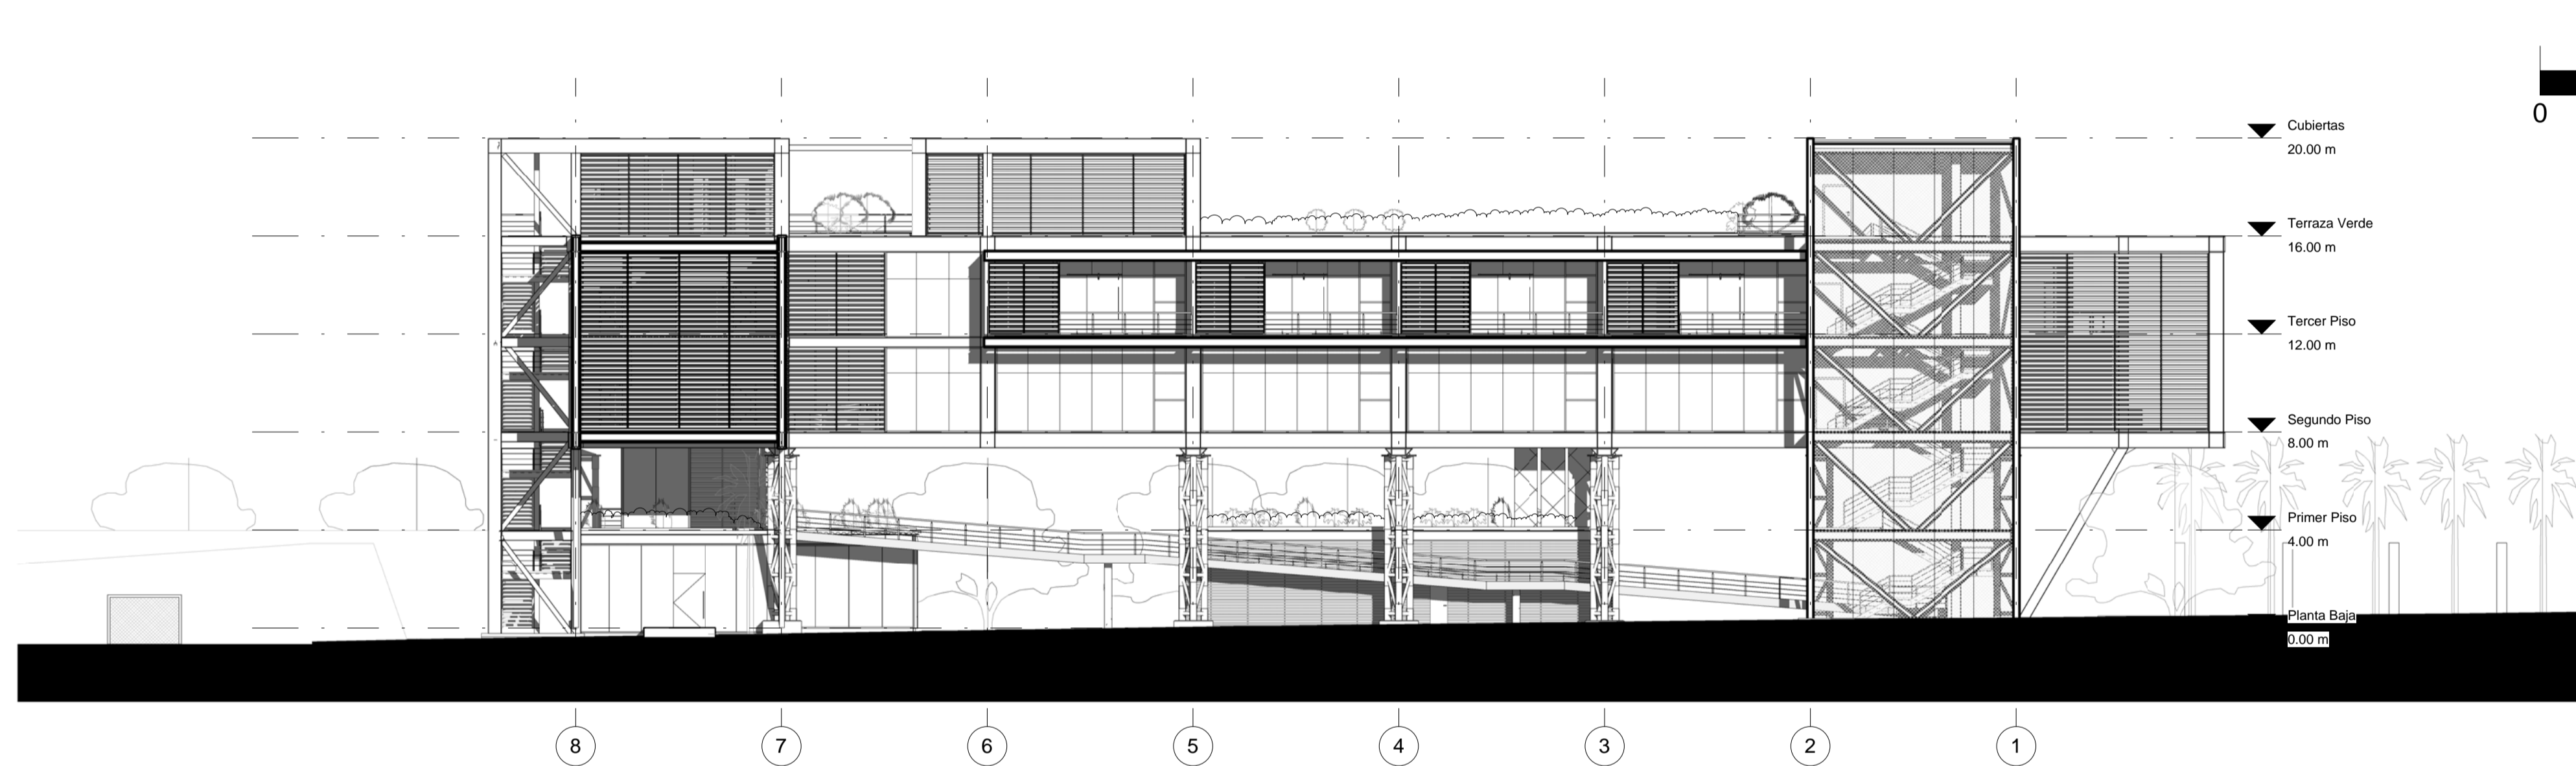 0
Cubiertas
20.00 m
Terraza Verde
16.00 m
Tercer Piso
12.00 m
Segundo Piso
8.00 m
Primer Piso
4.00 m
Planta Baja
0.00 m
8 7 6 5 4 3 2 1